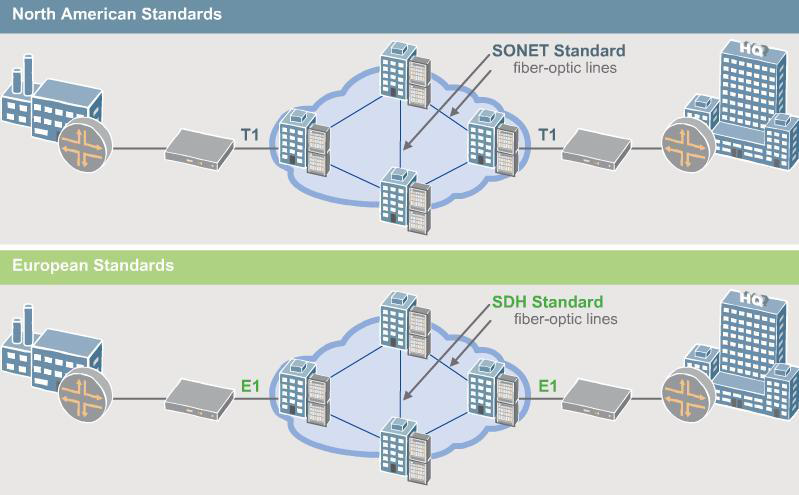 North American Standards
SONET Standard
fiber-optic lines
HQ
T1
T1
European Standards
SDH Standard
fiber-optic lines
HQ
E1
E1